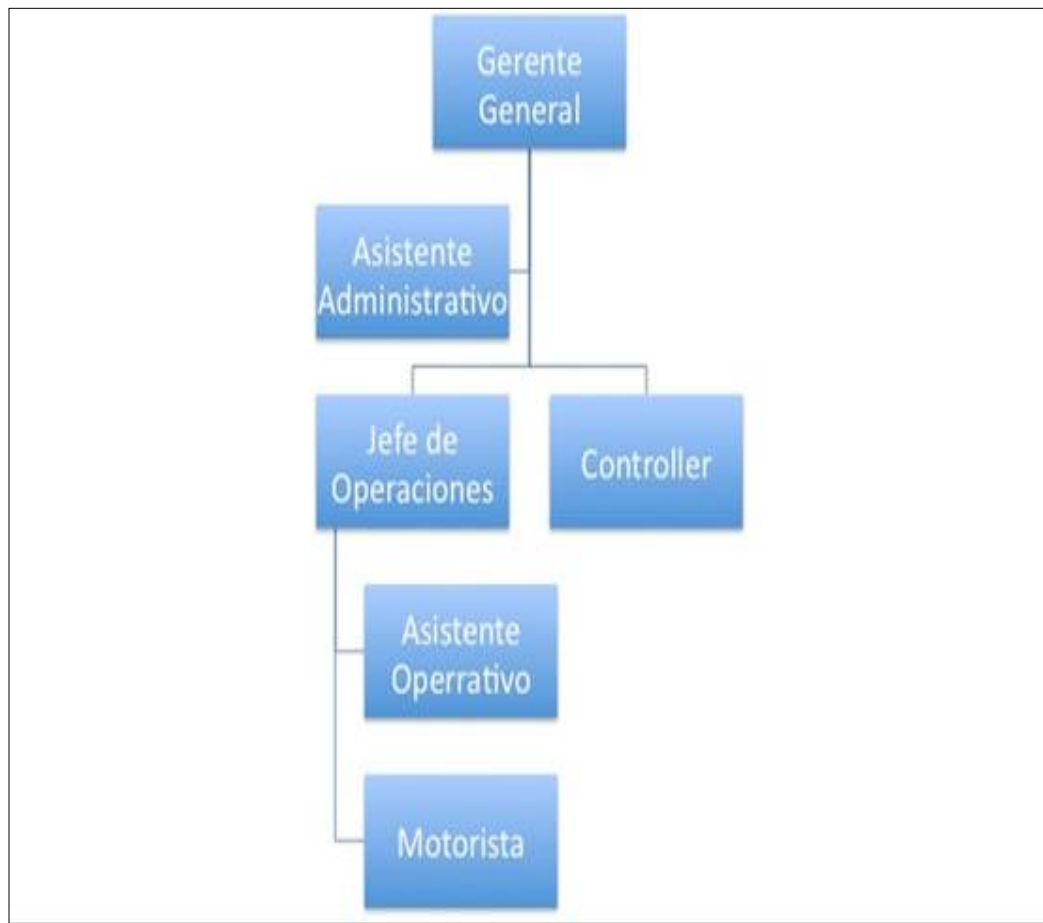 Gerente
General
Asistente
Administrativo
Jefe de
Operaciones
Controller
Asistente
Operrativo
Motorista